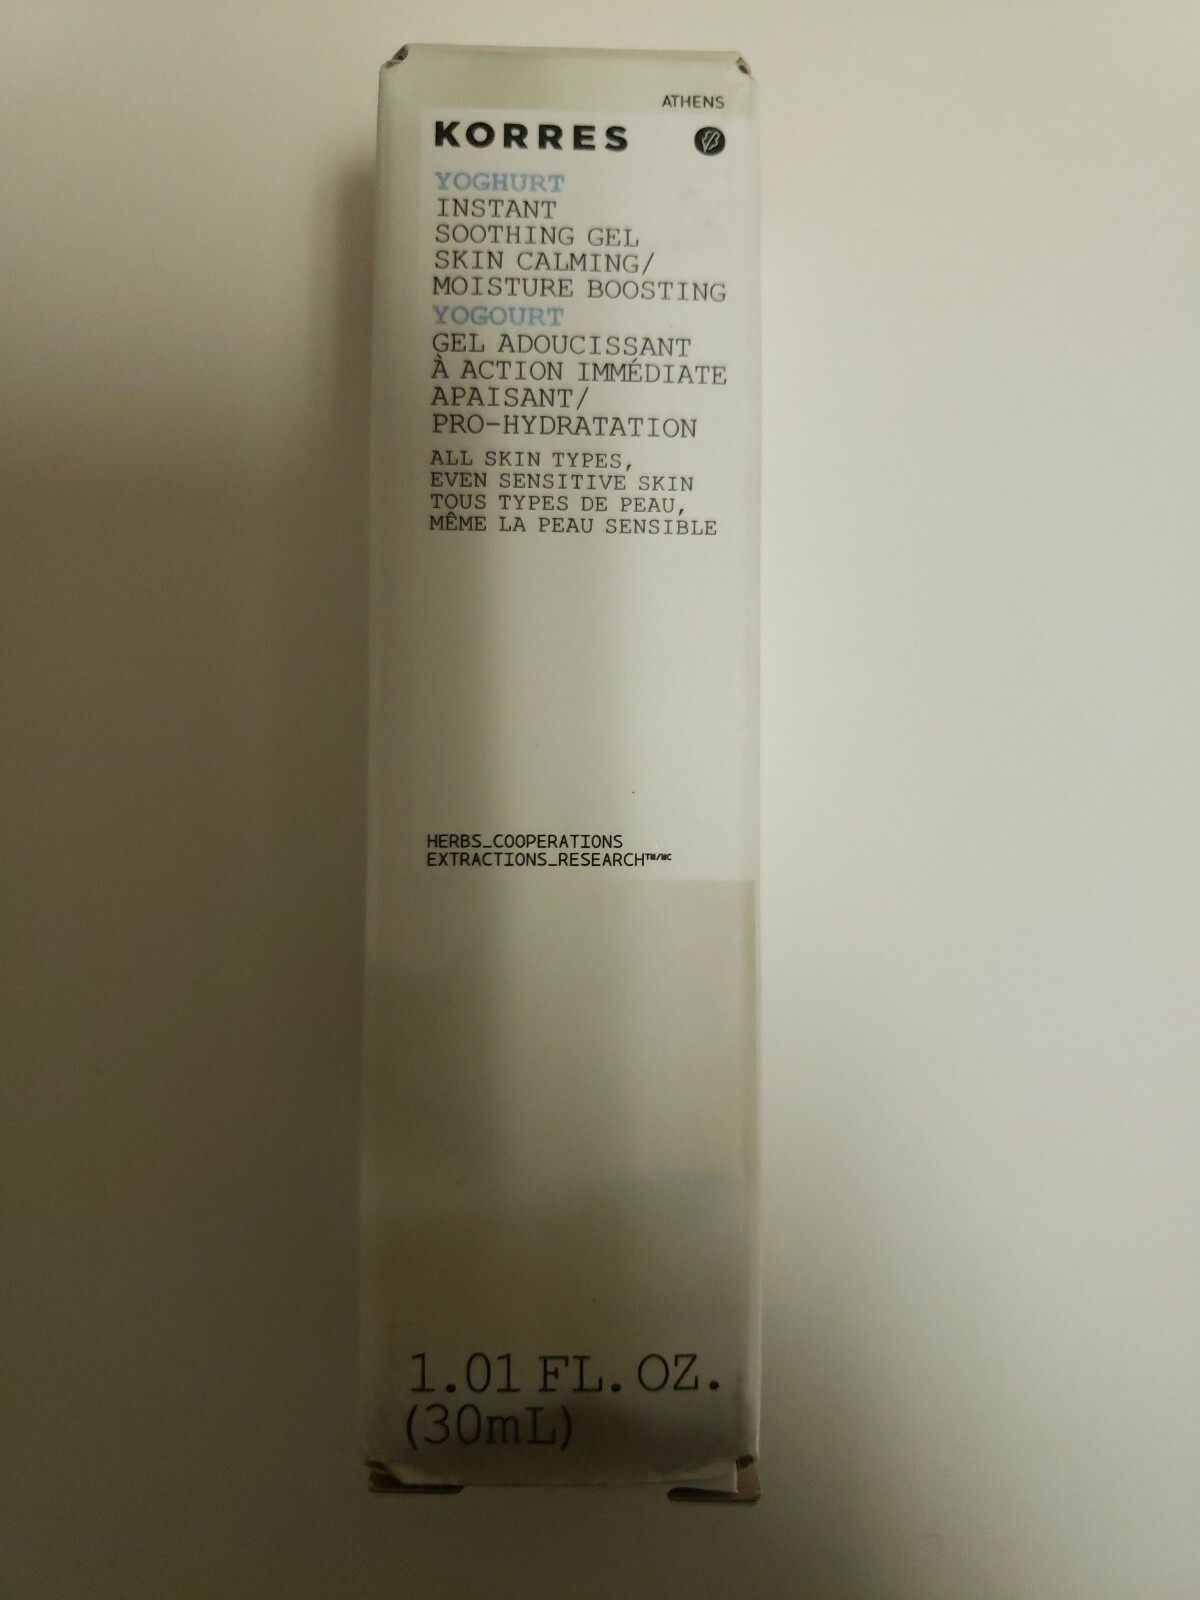 ATHENS
KORRES
YOGHURT
INSTANT
SOOTHING GEL
SKIN CALMING/
MOISTURE BOOSTING
YOGOURT
GEL ADOUCISSANT
À ACTION IMMÉDIATE
APAISANT/
PRO-HYDRATATION
ALL SKIN TYPES,
EVEN SENSITIVE SKIN
TOUS TYPES DE PEAU,
MÊME LA PEAU SENSIBLE
HERBS_COOPERATIONS
EXTRACTIONS_RESEARCH™/MC
1.01 FL. OZ.
(30mL)